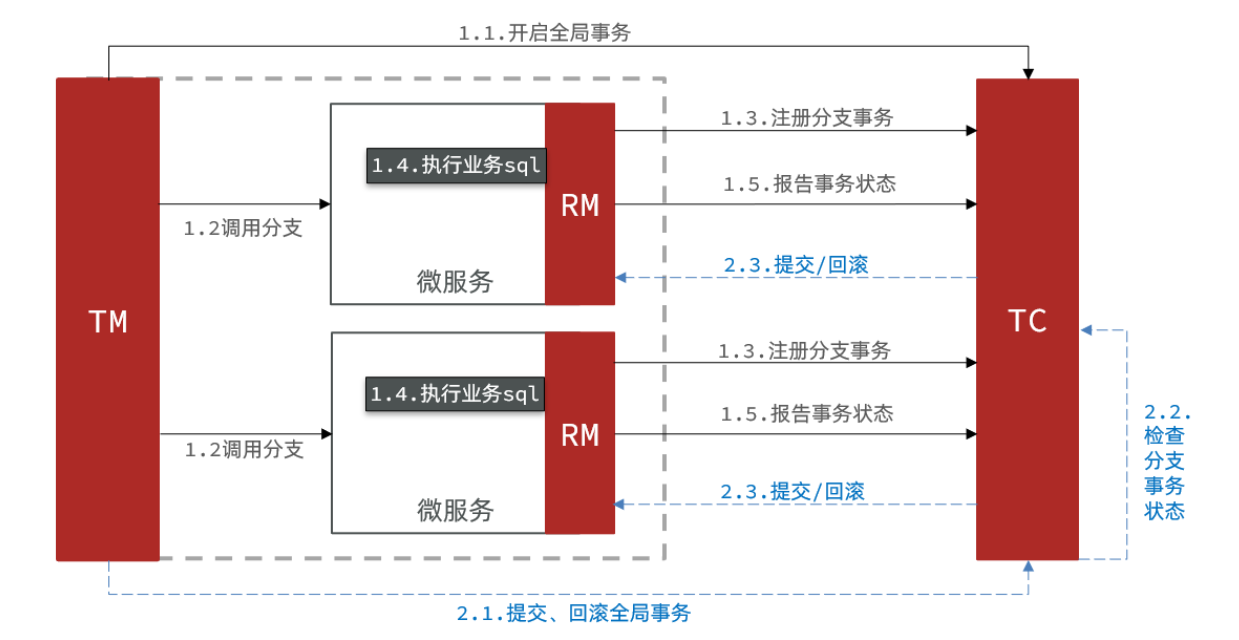 1.1.开启全局事务
1.3.注册分支事务
1.4.执行业务sql
1.5.报告事务状态
RM
1.2调用分支
2.3.提交/回滚
微服务
TM
TC
1.3.注册分支事务
1.4.执行业务sql
1.5.报告事务状态
RM
1.2调用分支
2.2.
检查
分支
事务
状态
2.3.提交/回滚
微服务
2.1.提交、回滚全局事务